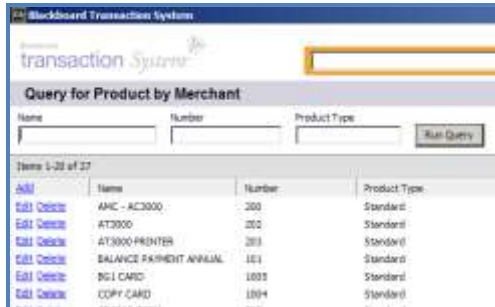 Blackboard Transaction System
transaction System
Query for Product by Merchant
Name Number Product Type
Run Query
Items 1-20 of 27
Add Name Number Product Type
Edit Delete AMC - AC3000 200 Standard
Edit Delete AT3000 202 Standard
Edit Delete AT3000 PRINTER 203 Standard
Edit Delete BALANCE PAYMENT ANNUAL 101 Standard
Edit Delete BG1 CARD 1005 Standard
Edit Delete COPY CARD 1004 Standard